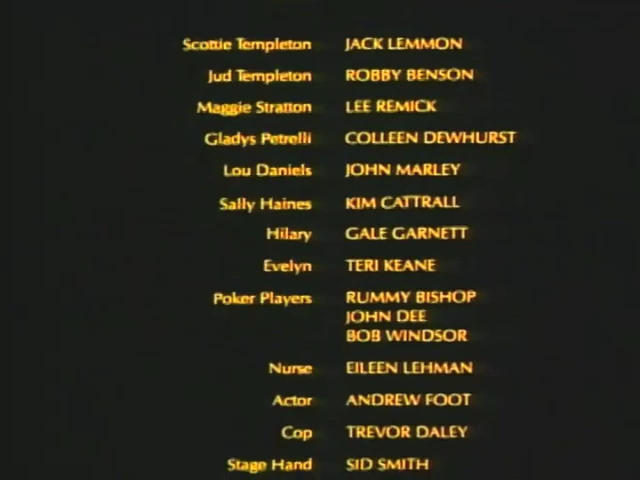 Scottie Templeton JACK LEMMON
Jud Templeton ROBBY BENSON
Maggie Stratton LEE REMICK
Gladys Petrelli COLLEEN DEWHURST
Lou Daniels JOHN MARLEY
Sally Haines KIM CATTRALL
Hilary GALE GARNETT
Evelyn TERI KEANE
Poker Players RUMMY BISHOP
JOHN DEE
BOB WINDSOR
Nurse EILEEN LEHMAN
Actor ANDREW FOOT
Cop TREVOR DALEY
Stage Hand SID SMITH